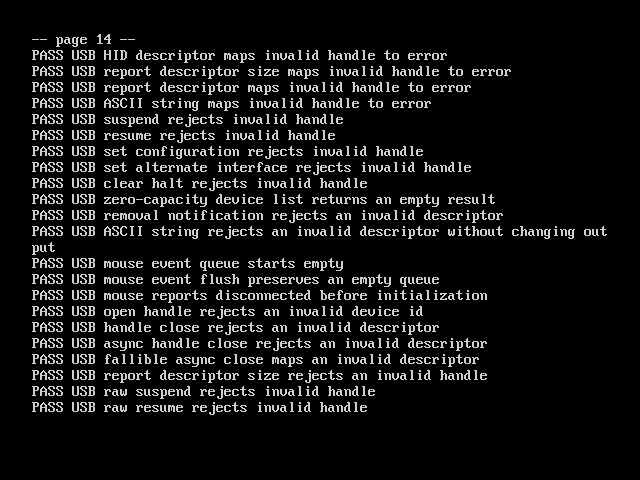 -- page 14 --
PASS USB HID descriptor maps invalid handle to error
PASS USB report descriptor size maps invalid handle to error
PASS USB report descriptor maps invalid handle to error
PASS USB ASCII string maps invalid handle to error
PASS USB suspend rejects invalid handle
PASS USB resume rejects invalid handle
PASS USB set configuration rejects invalid handle
PASS USB set alternate interface rejects invalid handle
PASS USB clear halt rejects invalid handle
PASS USB zero-capacity device list returns an empty result
PASS USB removal notification rejects an invalid descriptor
PASS USB ASCII string rejects an invalid descriptor without changing out
put
PASS USB mouse event queue starts empty
PASS USB mouse event flush preserves an empty queue
PASS USB mouse reports disconnected before initialization
PASS USB open handle rejects an invalid device id
PASS USB handle close rejects an invalid descriptor
PASS USB async handle close rejects an invalid descriptor
PASS USB fallible async close maps an invalid descriptor
PASS USB report descriptor size rejects an invalid handle
PASS USB raw suspend rejects invalid handle
PASS USB raw resume rejects invalid handle